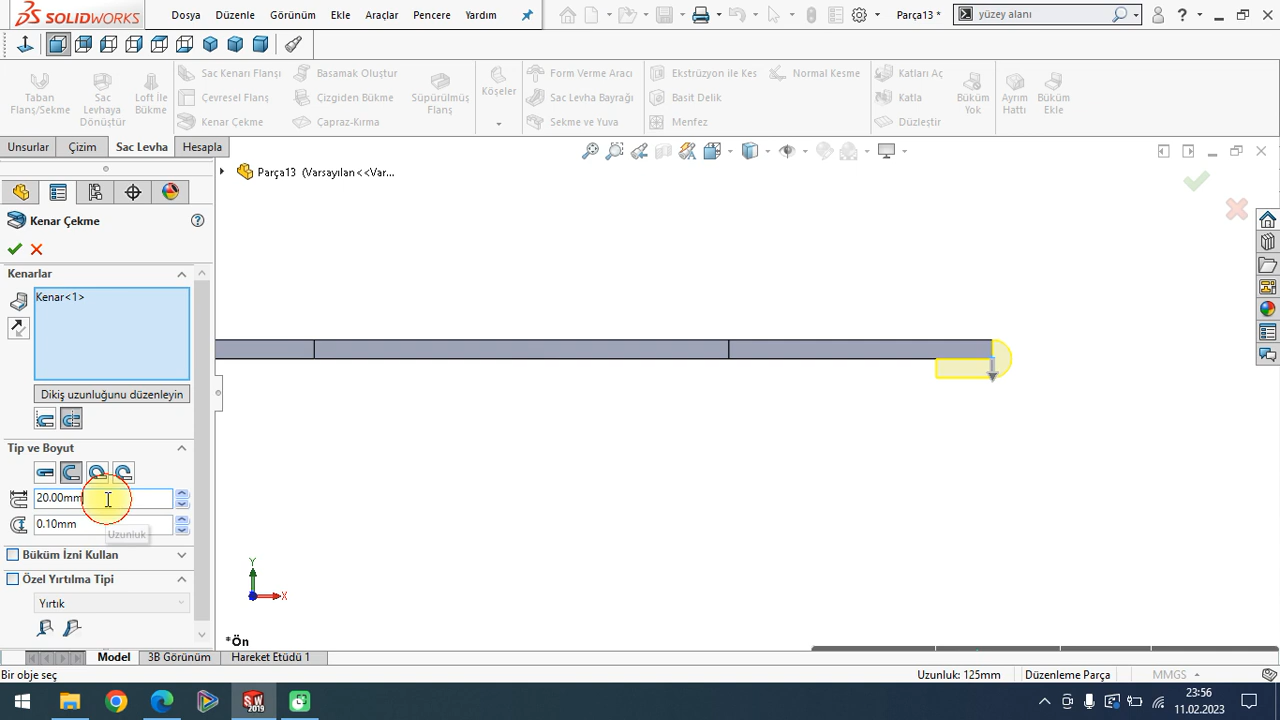 SOLIDWORKS
Dosya Düzenle Görünüm Ekle Araçlar Pencere Yardım
Parça13 *
yüzey alanı
Taban Flanş/Sekme
Sac Levhaya Dönüştür
Loft ile Bükme
Sac Kenarı Flanşı
Çevresel Flanş
Kenar Çekme
Basamak Oluştur
Çizgiden Bükme
Çapraz-Kırma
Süpürülmüş Flanş
Köşeler
Form Verme Aracı
Sac Levha Bayrağı
Sekme ve Yuva
Ekstrüzyon ile Kes
Basit Delik
Menfez
Normal Kesme
Katları Aç
Katla
Düzleştir
Büküm Yok
Ayrım Hattı
Büküm Ekle
Unsurlar Çizim Sac Levha Hesapla
Parça13 (Varsayılan<<Var...
Kenar Çekme
Kenarlar
Kenar<1>
Dikiş uzunluğunu düzenleyin
Tip ve Boyut
20.00mm
0.10mm
Uzunluk
Büküm İzni Kullan
Özel Yırtılma Tipi
Yırtık
Y
X
*Ön
Model 3B Görünüm Hareket Etüdü 1
Bir obje seç
Uzunluk: 125mm Düzenleme Parça MMGS
SW 2019
23:56
11.02.2023